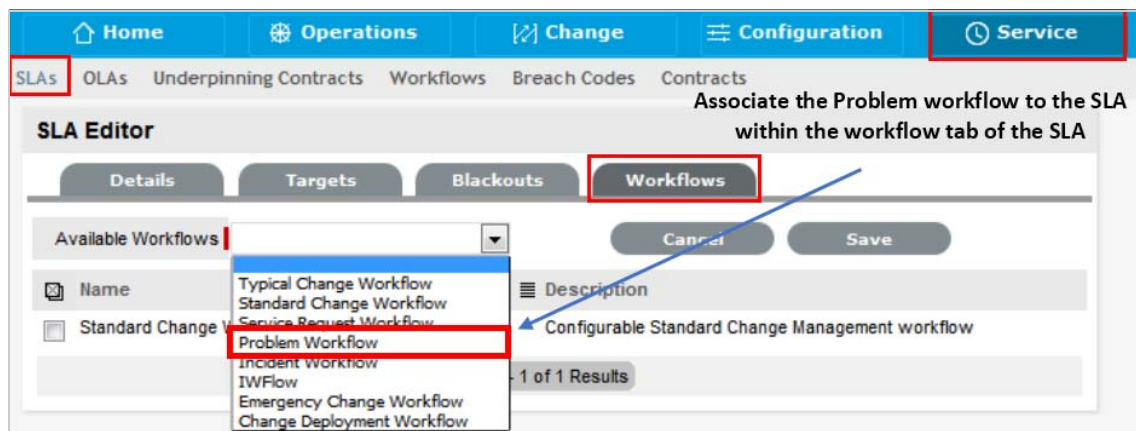 Home Operations Change Configuration Service
SLAs OLAs Underpinning Contracts Workflows Breach Codes Contracts
Associate the Problem workflow to the SLA
within the workflow tab of the SLA
SLA Editor
Details Targets Blackouts Workflows
Available Workflows Cancel Save
Name Description
Standard Change Configurable Standard Change Management workflow
Typical Change Workflow
Standard Change Workflow
Service Request Workflow
Problem Workflow
Incident Workflow
IWFlow
Emergency Change Workflow
Change Deployment Workflow
1 of 1 Results